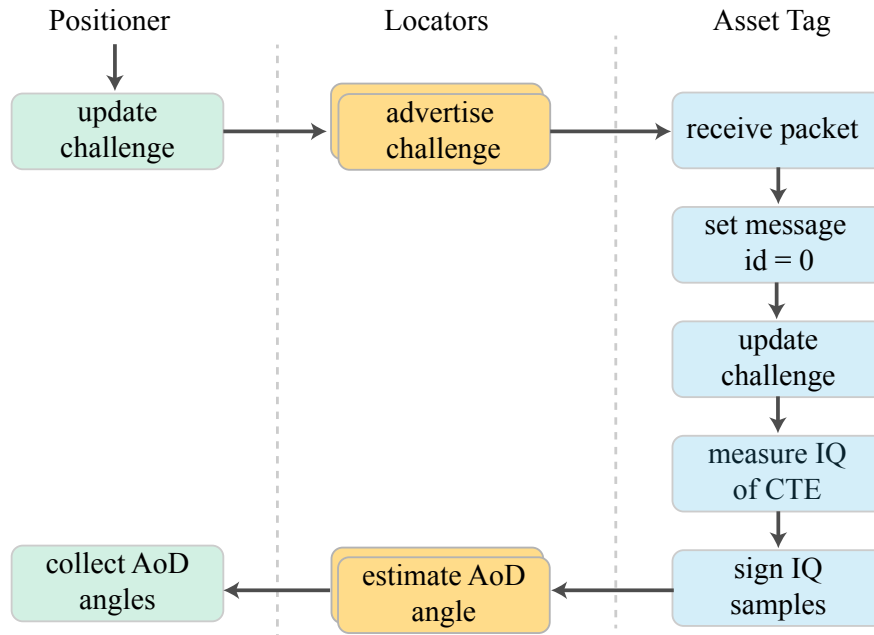 Positioner
Locators
Asset Tag
update
challenge
advertise
challenge
receive packet
set message
id = 0
update
challenge
measure IQ
of CTE
collect AoD
angles
estimate AoD
angle
sign IQ
samples